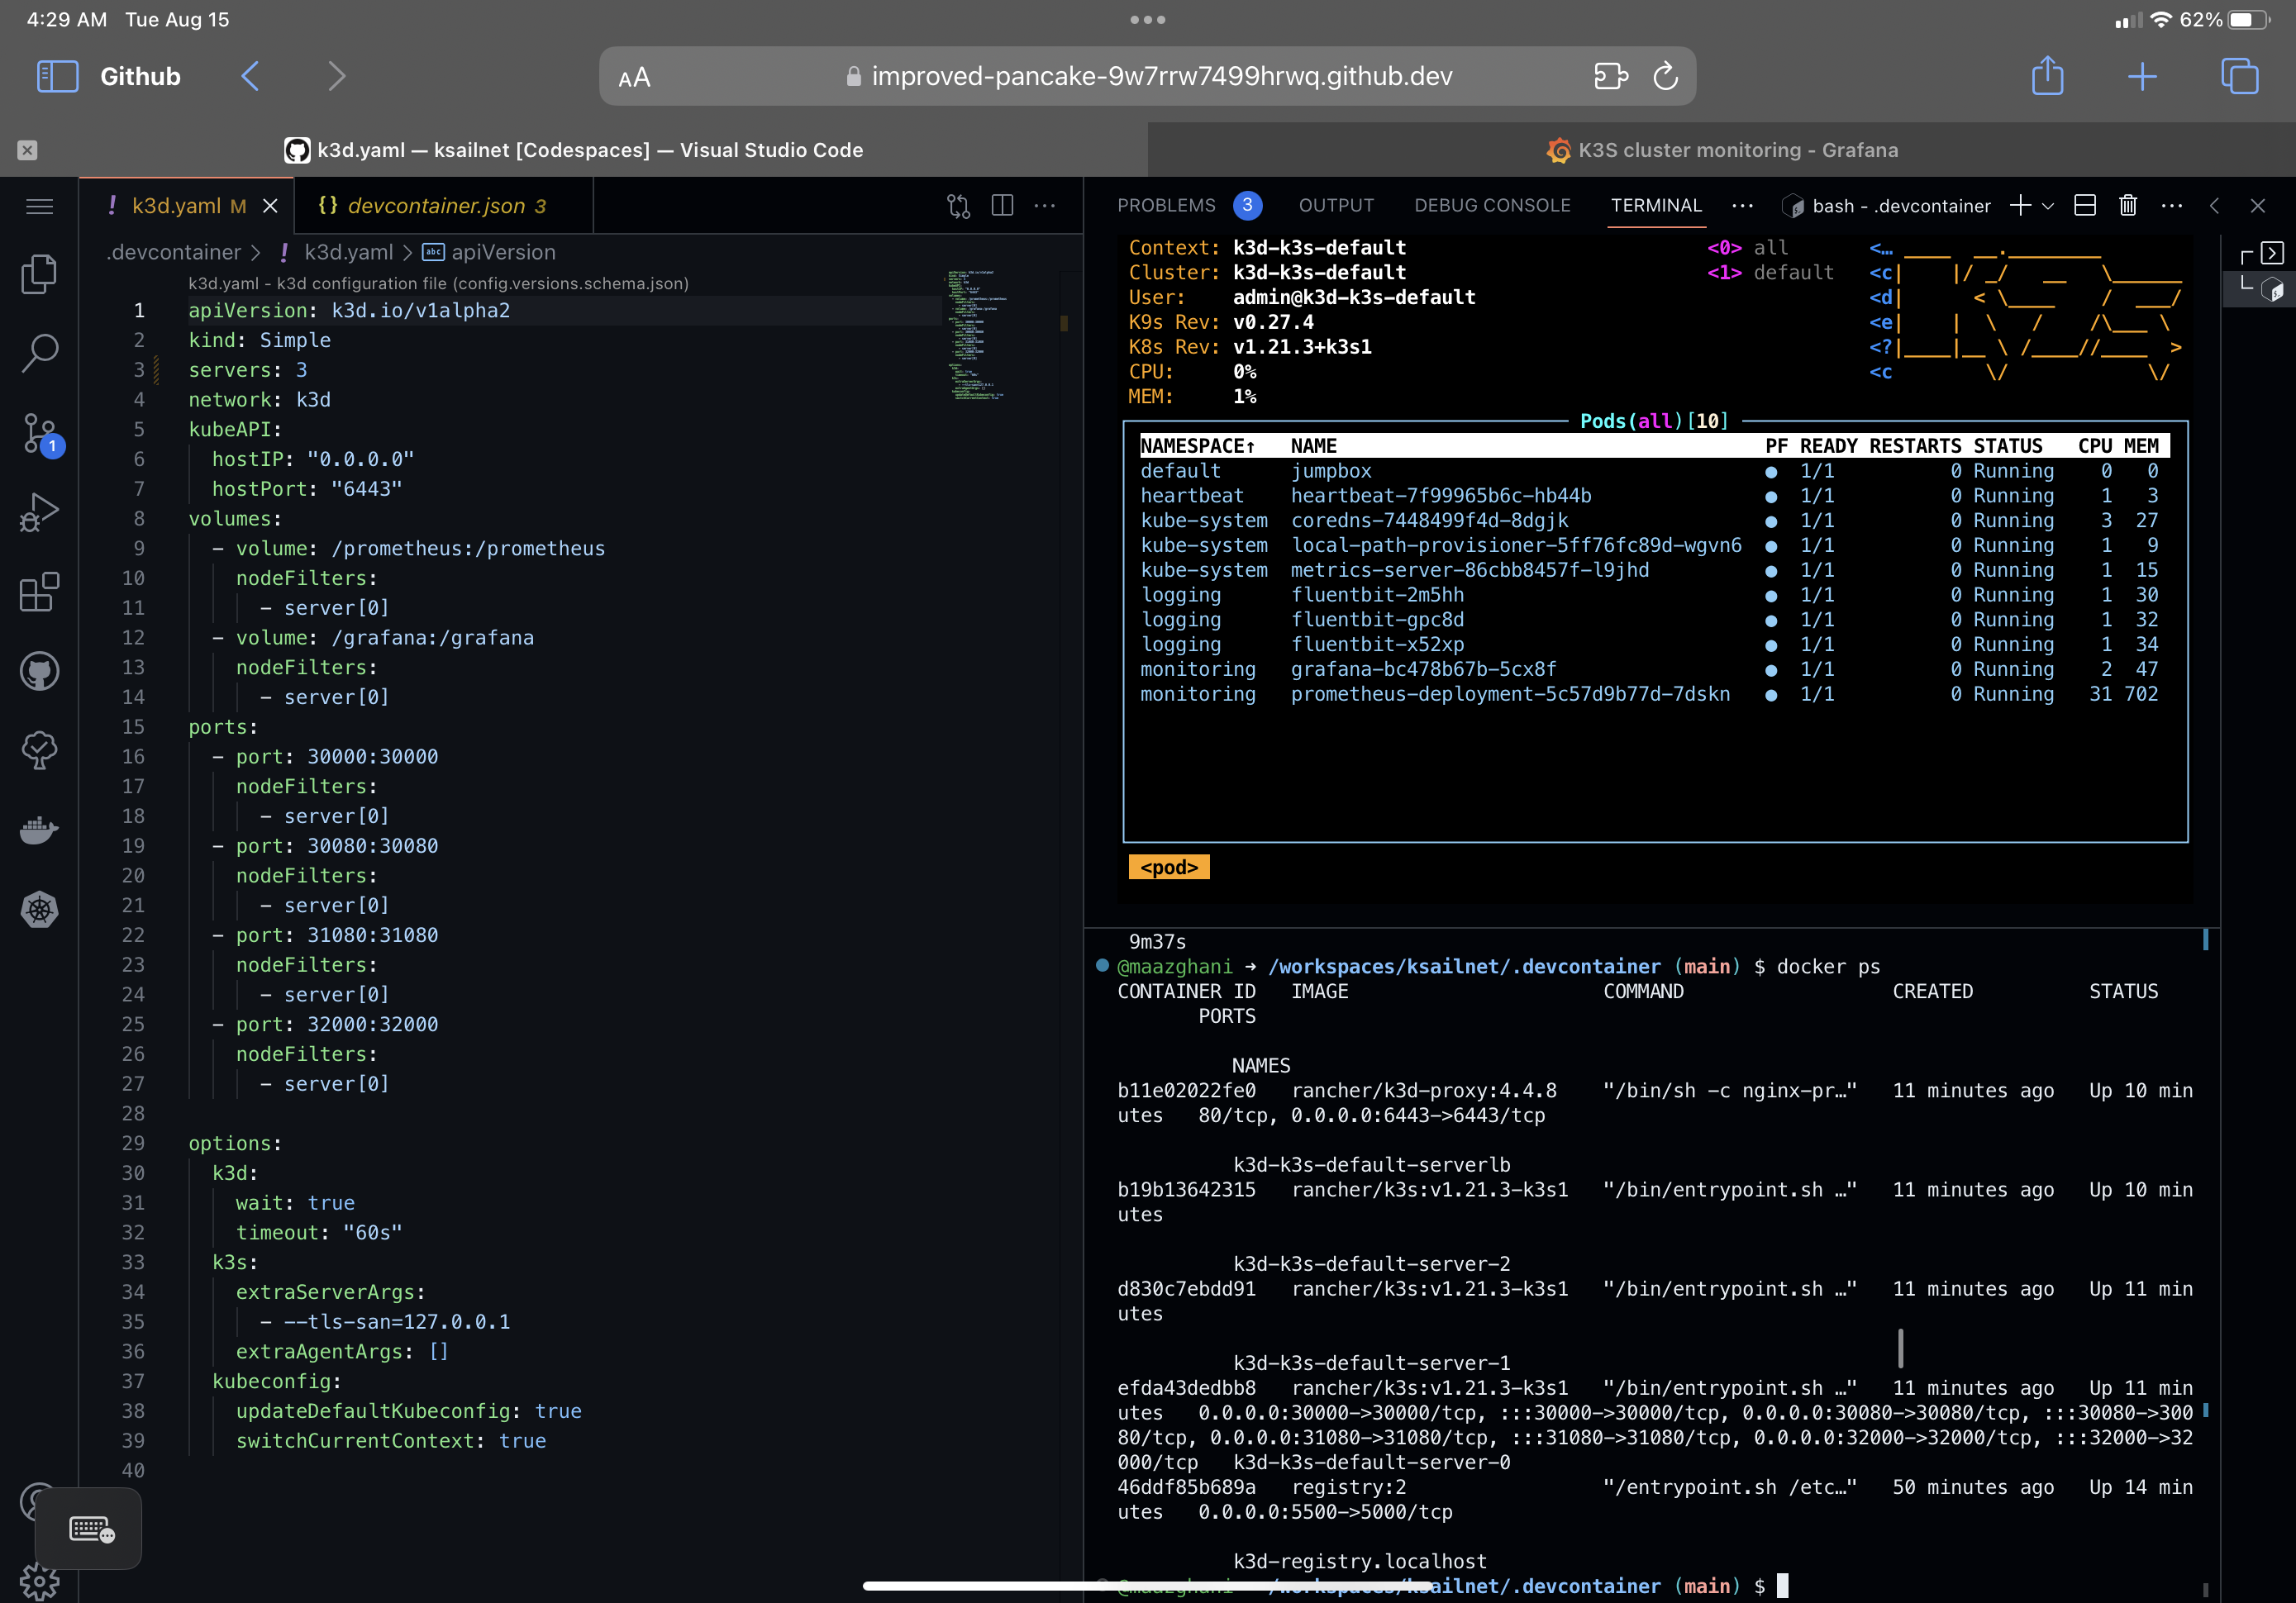 4:29 AM Tue Aug 15
62%
Github
AA
improved-pancake-9w7rrw7499hrwq.github.dev
k3d.yaml — ksailnet [Codespaces] — Visual Studio Code
K3S cluster monitoring - Grafana
! k3d.yaml M
{} devcontainer.json 3
.devcontainer > ! k3d.yaml > abc apiVersion
k3d.yaml - k3d configuration file (config.versions.schema.json)
1 apiVersion: k3d.io/v1alpha2
2 kind: Simple
3 servers: 3
4 network: k3d
5 kubeAPI:
6 hostIP: "0.0.0.0"
7 hostPort: "6443"
8 volumes:
9 - volume: /prometheus:/prometheus
10 nodeFilters:
11 - server[0]
12 - volume: /grafana:/grafana
13 nodeFilters:
14 - server[0]
15 ports:
16 - port: 30000:30000
17 nodeFilters:
18 - server[0]
19 - port: 30080:30080
20 nodeFilters:
21 - server[0]
22 - port: 31080:31080
23 nodeFilters:
24 - server[0]
25 - port: 32000:32000
26 nodeFilters:
27 - server[0]
28
29 options:
30 k3d:
31 wait: true
32 timeout: "60s"
33 k3s:
34 extraServerArgs:
35 - --tls-san=127.0.0.1
36 extraAgentArgs: []
37 kubeconfig:
38 updateDefaultKubeconfig: true
39 switchCurrentContext: true
40
1
PROBLEMS 3 OUTPUT DEBUG CONSOLE TERMINAL ··· bash - .devcontainer
Context: k3d-k3s-default <0> all <…
Cluster: k3d-k3s-default <1> default <c
User: admin@k3d-k3s-default <d
K9s Rev: v0.27.4 <e
K8s Rev: v1.21.3+k3s1 <?
CPU: 0% <c
MEM: 1%
Pods(all)[10]
NAMESPACE↑ NAME PF READY RESTARTS STATUS CPU MEM
default jumpbox ● 1/1 0 Running 0 0
heartbeat heartbeat-7f99965b6c-hb44b ● 1/1 0 Running 1 3
kube-system coredns-7448499f4d-8dgjk ● 1/1 0 Running 3 27
kube-system local-path-provisioner-5ff76fc89d-wgvn6 ● 1/1 0 Running 1 9
kube-system metrics-server-86cbb8457f-l9jhd ● 1/1 0 Running 1 15
logging fluentbit-2m5hh ● 1/1 0 Running 1 30
logging fluentbit-gpc8d ● 1/1 0 Running 1 32
logging fluentbit-x52xp ● 1/1 0 Running 1 34
monitoring grafana-bc478b67b-5cx8f ● 1/1 0 Running 2 47
monitoring prometheus-deployment-5c57d9b77d-7dskn ● 1/1 0 Running 31 702
<pod>
9m37s
@maazghani → /workspaces/ksailnet/.devcontainer (main) $ docker ps
CONTAINER ID IMAGE COMMAND CREATED STATUS
PORTS
NAMES
b11e02022fe0 rancher/k3d-proxy:4.4.8 "/bin/sh -c nginx-pr…" 11 minutes ago Up 10 min
utes 80/tcp, 0.0.0.0:6443->6443/tcp
k3d-k3s-default-serverlb
b19b13642315 rancher/k3s:v1.21.3-k3s1 "/bin/entrypoint.sh …" 11 minutes ago Up 10 min
utes
k3d-k3s-default-server-2
d830c7ebdd91 rancher/k3s:v1.21.3-k3s1 "/bin/entrypoint.sh …" 11 minutes ago Up 11 min
utes
k3d-k3s-default-server-1
efda43dedbb8 rancher/k3s:v1.21.3-k3s1 "/bin/entrypoint.sh …" 11 minutes ago Up 11 min
utes 0.0.0.0:30000->30000/tcp, :::30000->30000/tcp, 0.0.0.0:30080->30080/tcp, :::30080->300
80/tcp, 0.0.0.0:31080->31080/tcp, :::31080->31080/tcp, 0.0.0.0:32000->32000/tcp, :::32000->32
000/tcp k3d-k3s-default-server-0
46ddf85b689a registry:2 "/entrypoint.sh /etc…" 50 minutes ago Up 14 min
utes 0.0.0.0:5500->5000/tcp
k3d-registry.localhost
@maazghani → /workspaces/ksailnet/.devcontainer (main) $